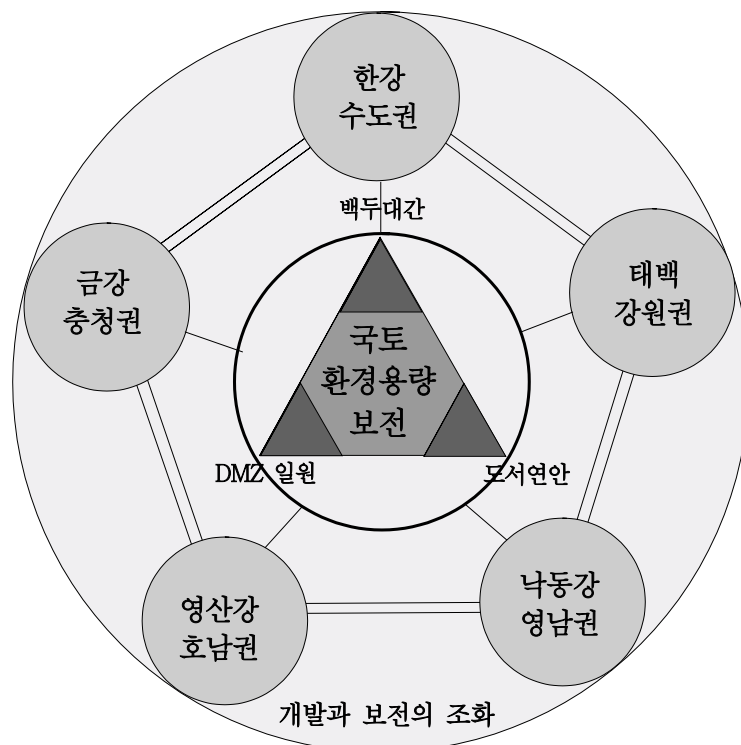 한강
수도권
백두대간
금강
충청권
태백
강원권
국토
환경용량
보전
DMZ 일원
도서연안
영산강
호남권
낙동강
영남권
개발과 보전의 조화